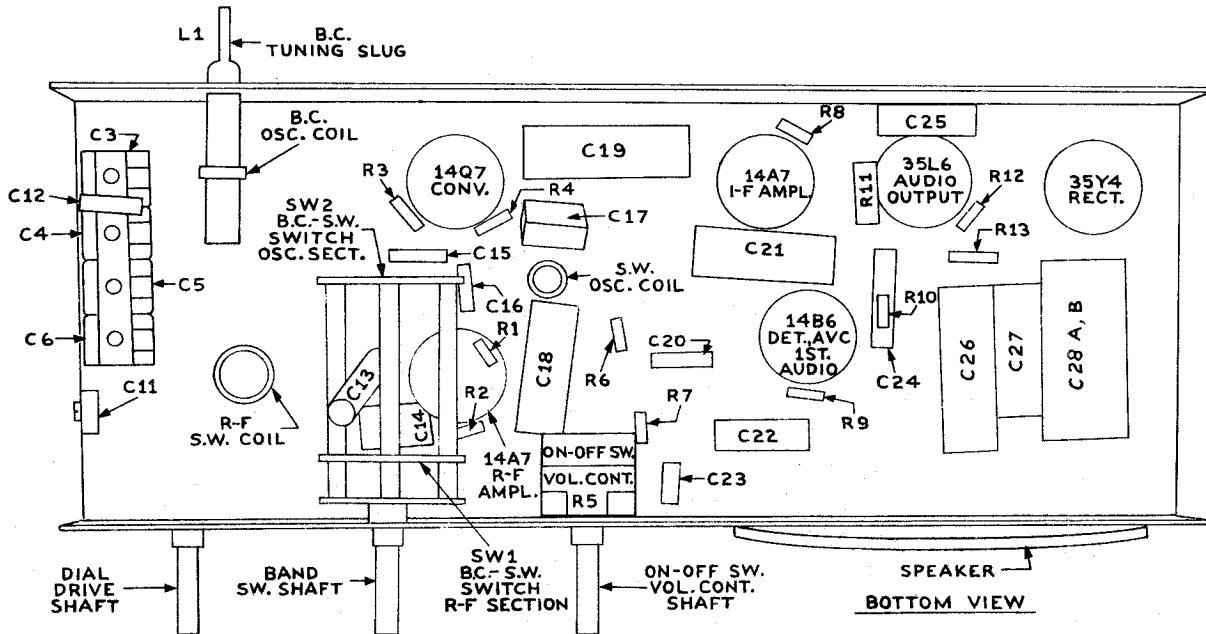 L1
B.C.
TUNING SLUG
C3
B.C.
OSC. COIL
C12
C4
C5
C6
C11
R-F
S.W. COIL
R3
14Q7
CONV.
R4
SW2
B.C.-S.W.
SWITCH
OSC. SECT.
C15
C16
C19
C17
S.W.
OSC. COIL
R8
14A7
I-F AMPL.
C25
R11
35L6
AUDIO
OUTPUT
R12
35Y4
RECT.
R13
C21
R10
14B6
DET., AVC
1ST.
AUDIO
C24
C26
C27
C28 A, B
R1
C13
C14
R2
14A7
R-F
AMPL.
C18
R6
C20
R7
R9
C22
C23
ON-OFF SW.
VOL. CONT.
R5
DIAL
DRIVE
SHAFT
BAND
SW. SHAFT
SW1
B.C.-S.W.
SWITCH
R-F SECTION
ON-OFF SW.
VOL. CONT.
SHAFT
SPEAKER
BOTTOM VIEW